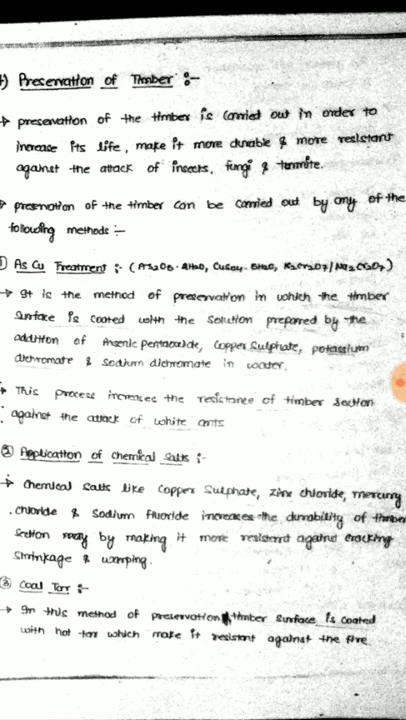 ) Preservation of Timber :-
→ preservation of the timber is carried out in order to
increase its life, make it more durable & more resistant
against the attack of insects, fungi & termite.
→ preservation of the timber can be carried out by any of the
following methods :-
① As Cu Treatment :- (As2O5.4H2O, CuSO4.5H2O, K2Cr2O7/Na2Cr2O7)
→ It is the method of preservation in which the timber
Surface is coated with the solution prepared by the
addition of Arsenic pentaoxide, Copper Sulphate, potassium
dichromate & Sodium dichromate in water.
→ This process increases the resistance of timber section
against the attack of white ants
② Application of Chemical Salts :-
→ Chemical Salts like Copper Sulphate, Zinc chloride, mercury
chloride & Sodium fluoride increases the durability of timber
Section by making it more resistant against cracking
Shrinkage & warping.
③ Coal Tar :-
→ In this method of preservation timber Surface is coated
with hot tar which make it resistant against the fire